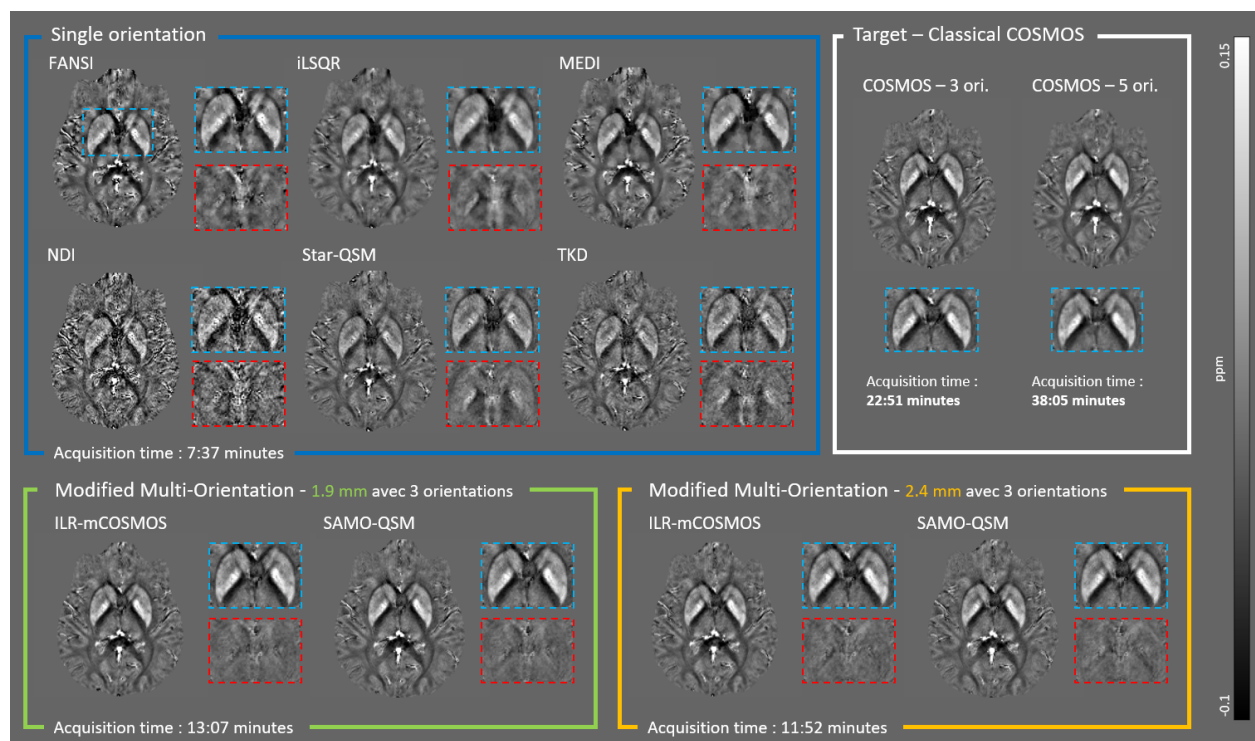 Single orientation
FANSI
iLSQR
MEDI
NDI
Star-QSM
TKD
Acquisition time : 7:37 minutes
Target – Classical COSMOS
COSMOS – 3 ori.
COSMOS – 5 ori.
Acquisition time :
22:51 minutes
Acquisition time :
38:05 minutes
0.15
ppm
-0.1
Modified Multi-Orientation - 1.9 mm avec 3 orientations
ILR-mCOSMOS
SAMO-QSM
Acquisition time : 13:07 minutes
Modified Multi-Orientation - 2.4 mm avec 3 orientations
ILR-mCOSMOS
SAMO-QSM
Acquisition time : 11:52 minutes